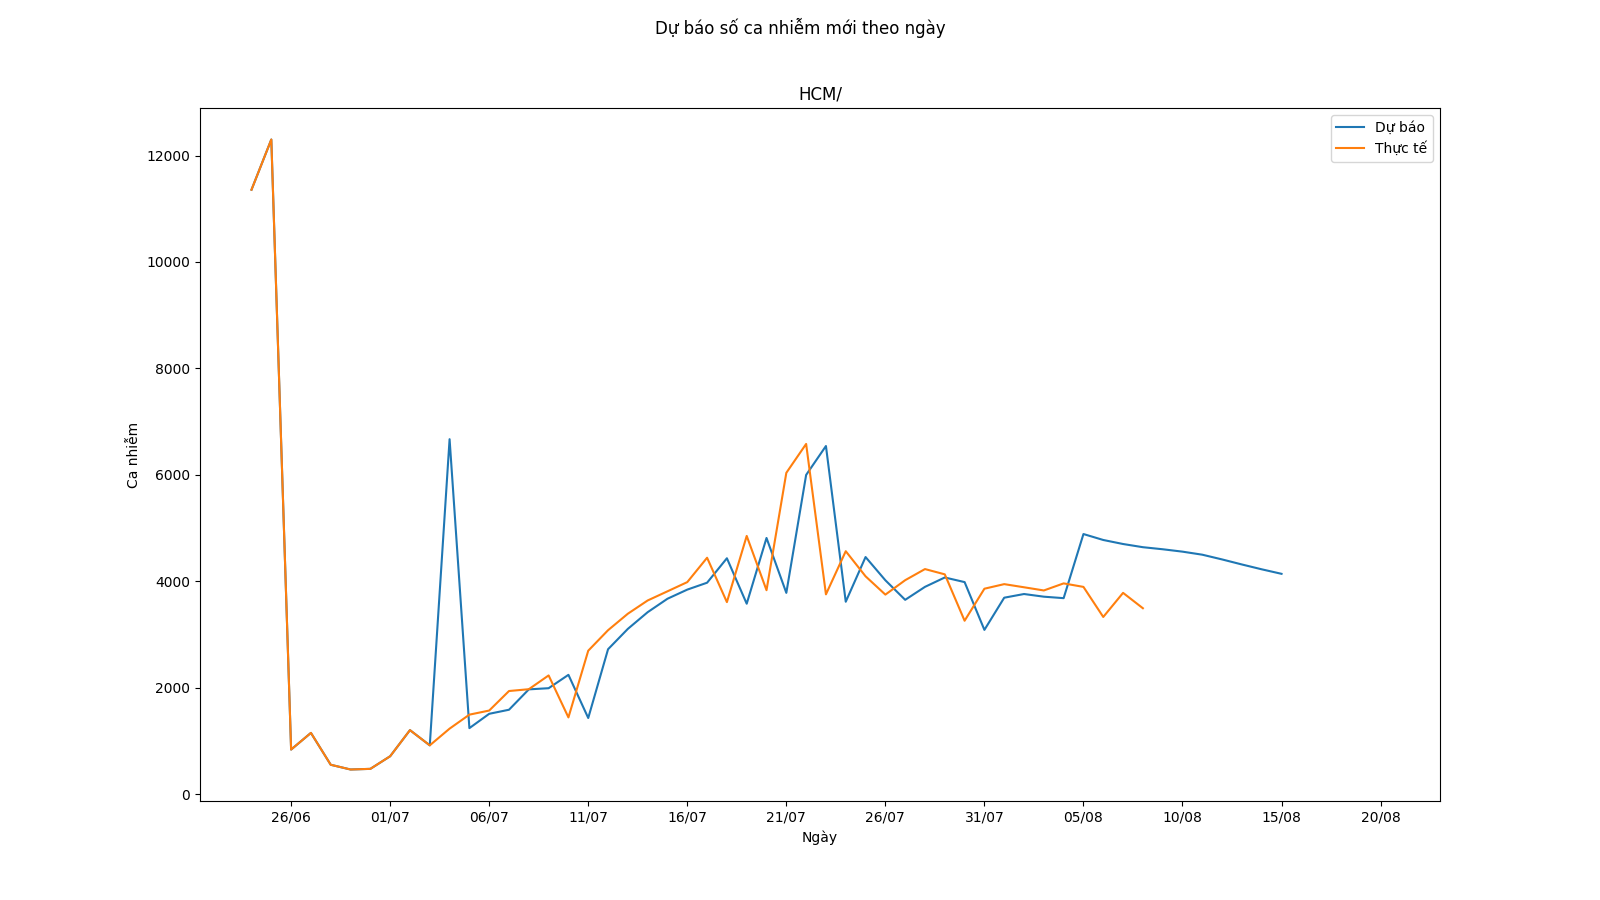 Dự báo số ca nhiễm mới theo ngày
HCM/
Dự báo
Thực tế
12000
10000
8000
6000
4000
2000
0
Ca nhiễm
26/06 01/07 06/07 11/07 16/07 21/07 26/07 31/07 05/08 10/08 15/08 20/08
Ngày